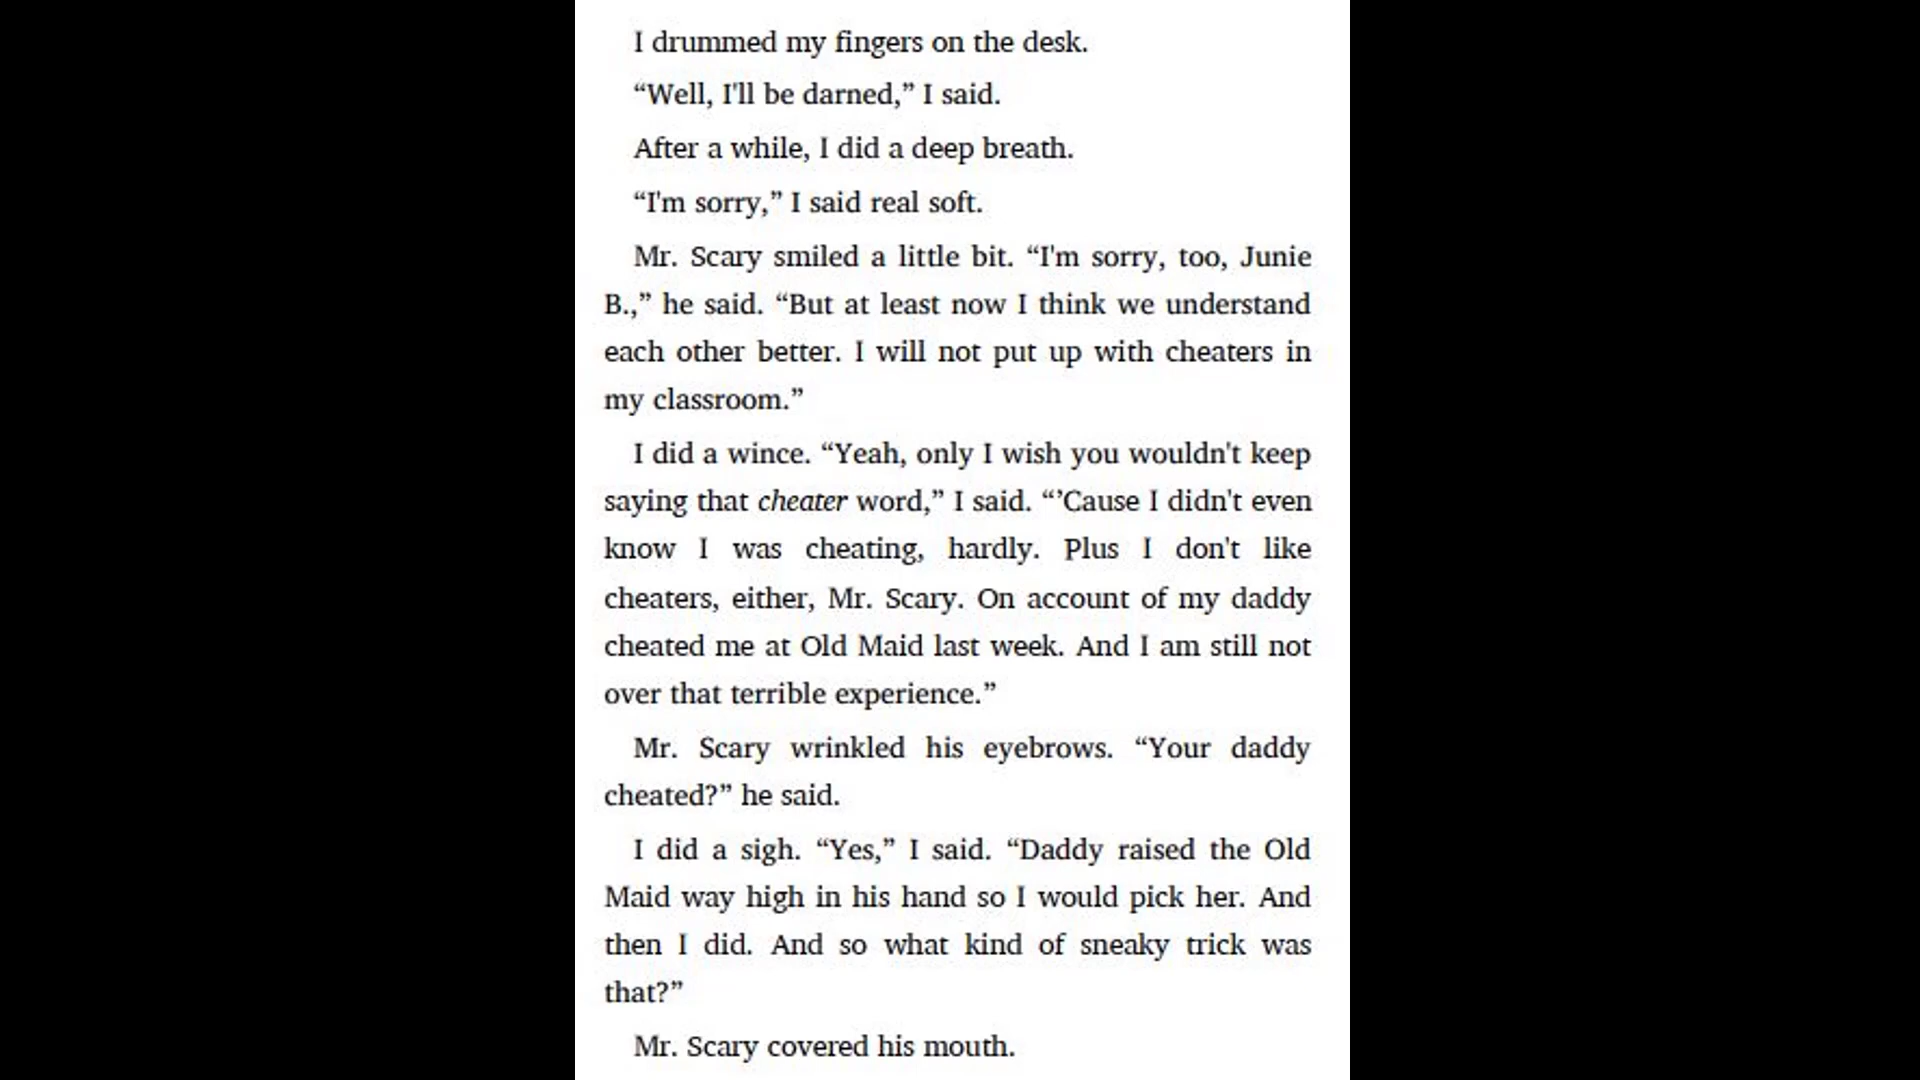 I drummed my fingers on the desk.
“Well, I'll be darned,” I said.
After a while, I did a deep breath.
“I'm sorry,” I said real soft.
Mr. Scary smiled a little bit. “I'm sorry, too, Junie
B.,” he said. “But at least now I think we understand
each other better. I will not put up with cheaters in
my classroom.”
I did a wince. “Yeah, only I wish you wouldn't keep
saying that cheater word,” I said. “’Cause I didn't even
know I was cheating, hardly. Plus I don't like
cheaters, either, Mr. Scary. On account of my daddy
cheated me at Old Maid last week. And I am still not
over that terrible experience.”
Mr. Scary wrinkled his eyebrows. “Your daddy
cheated?” he said.
I did a sigh. “Yes,” I said. “Daddy raised the Old
Maid way high in his hand so I would pick her. And
then I did. And so what kind of sneaky trick was
that?”
Mr. Scary covered his mouth.